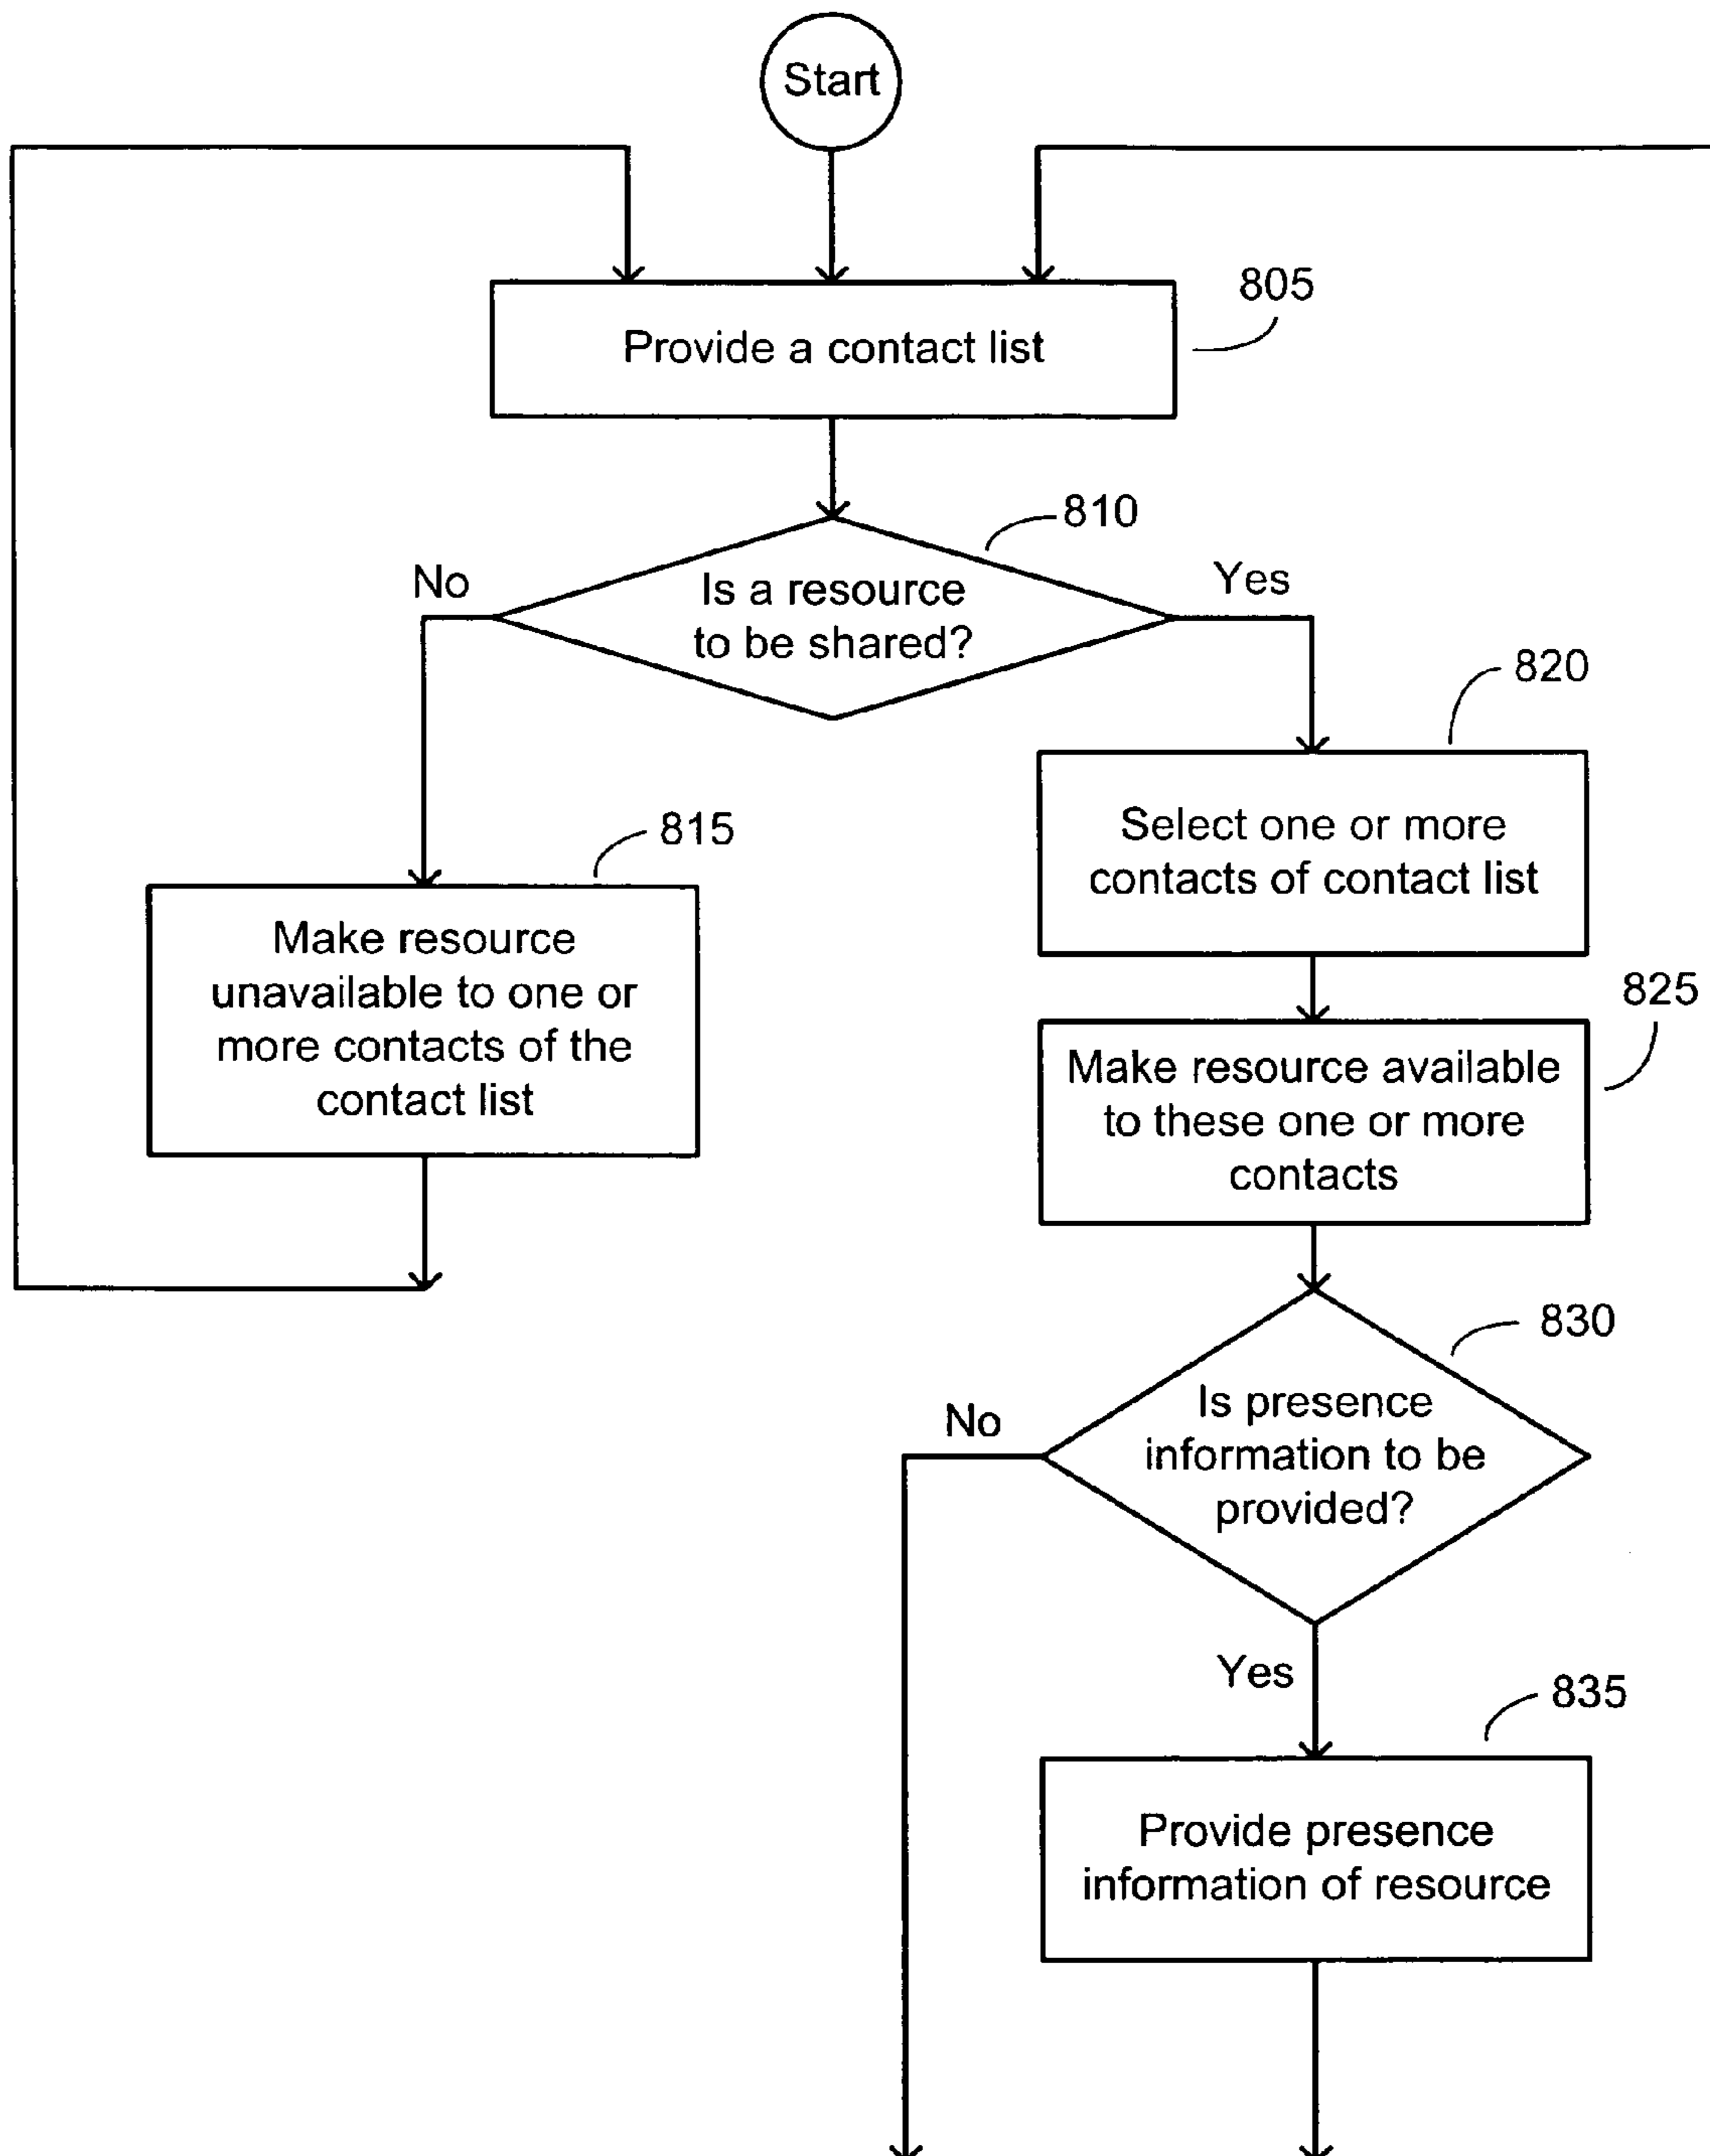 Start
805
Provide a contact list
810
No
Yes
Is a resource
to be shared?
820
Select one or more
contacts of contact list
815
Make resource
unavailable to one or
more contacts of the
contact list
825
Make resource available
to these one or more
contacts
830
No
Is presence
information to be
provided?
Yes
835
Provide presence
information of resource